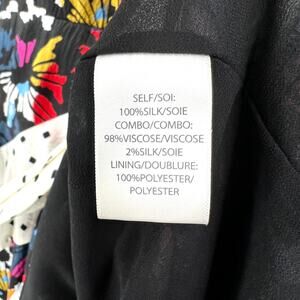 SELF/SOI:
100%SILK/SOIE
COMBO/COMBO:
98%VISCOSE/VISCOSE
2%SILK/SOIE
LINING/DOUBLURE:
100%POLYESTER/
POLYESTER